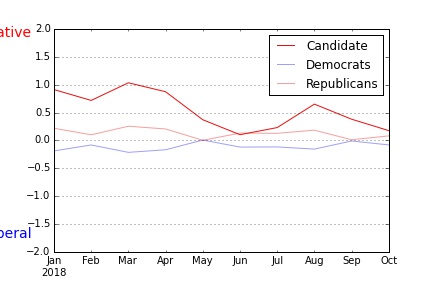 2.0
ative
Candidate
Democrats
Republicans
1.5
1.0
0.5
0.0
−0.5
−1.0
−1.5
beral
−2.0
Jan Feb Mar Apr May Jun Jul Aug Sep Oct
2018